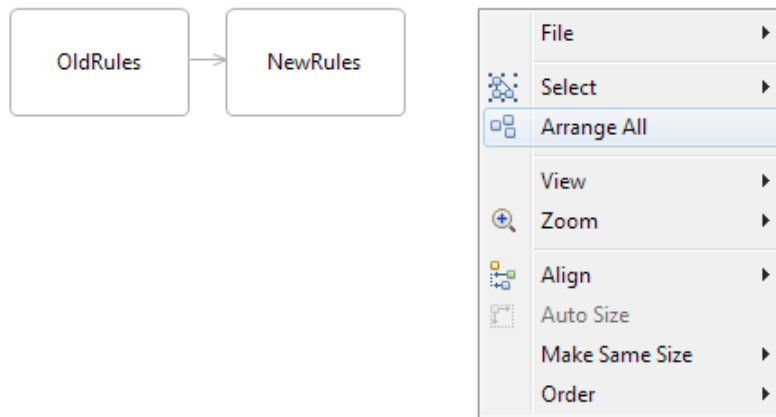 OldRules
NewRules
File
Select
Arrange All
View
Zoom
Align
Auto Size
Make Same Size
Order